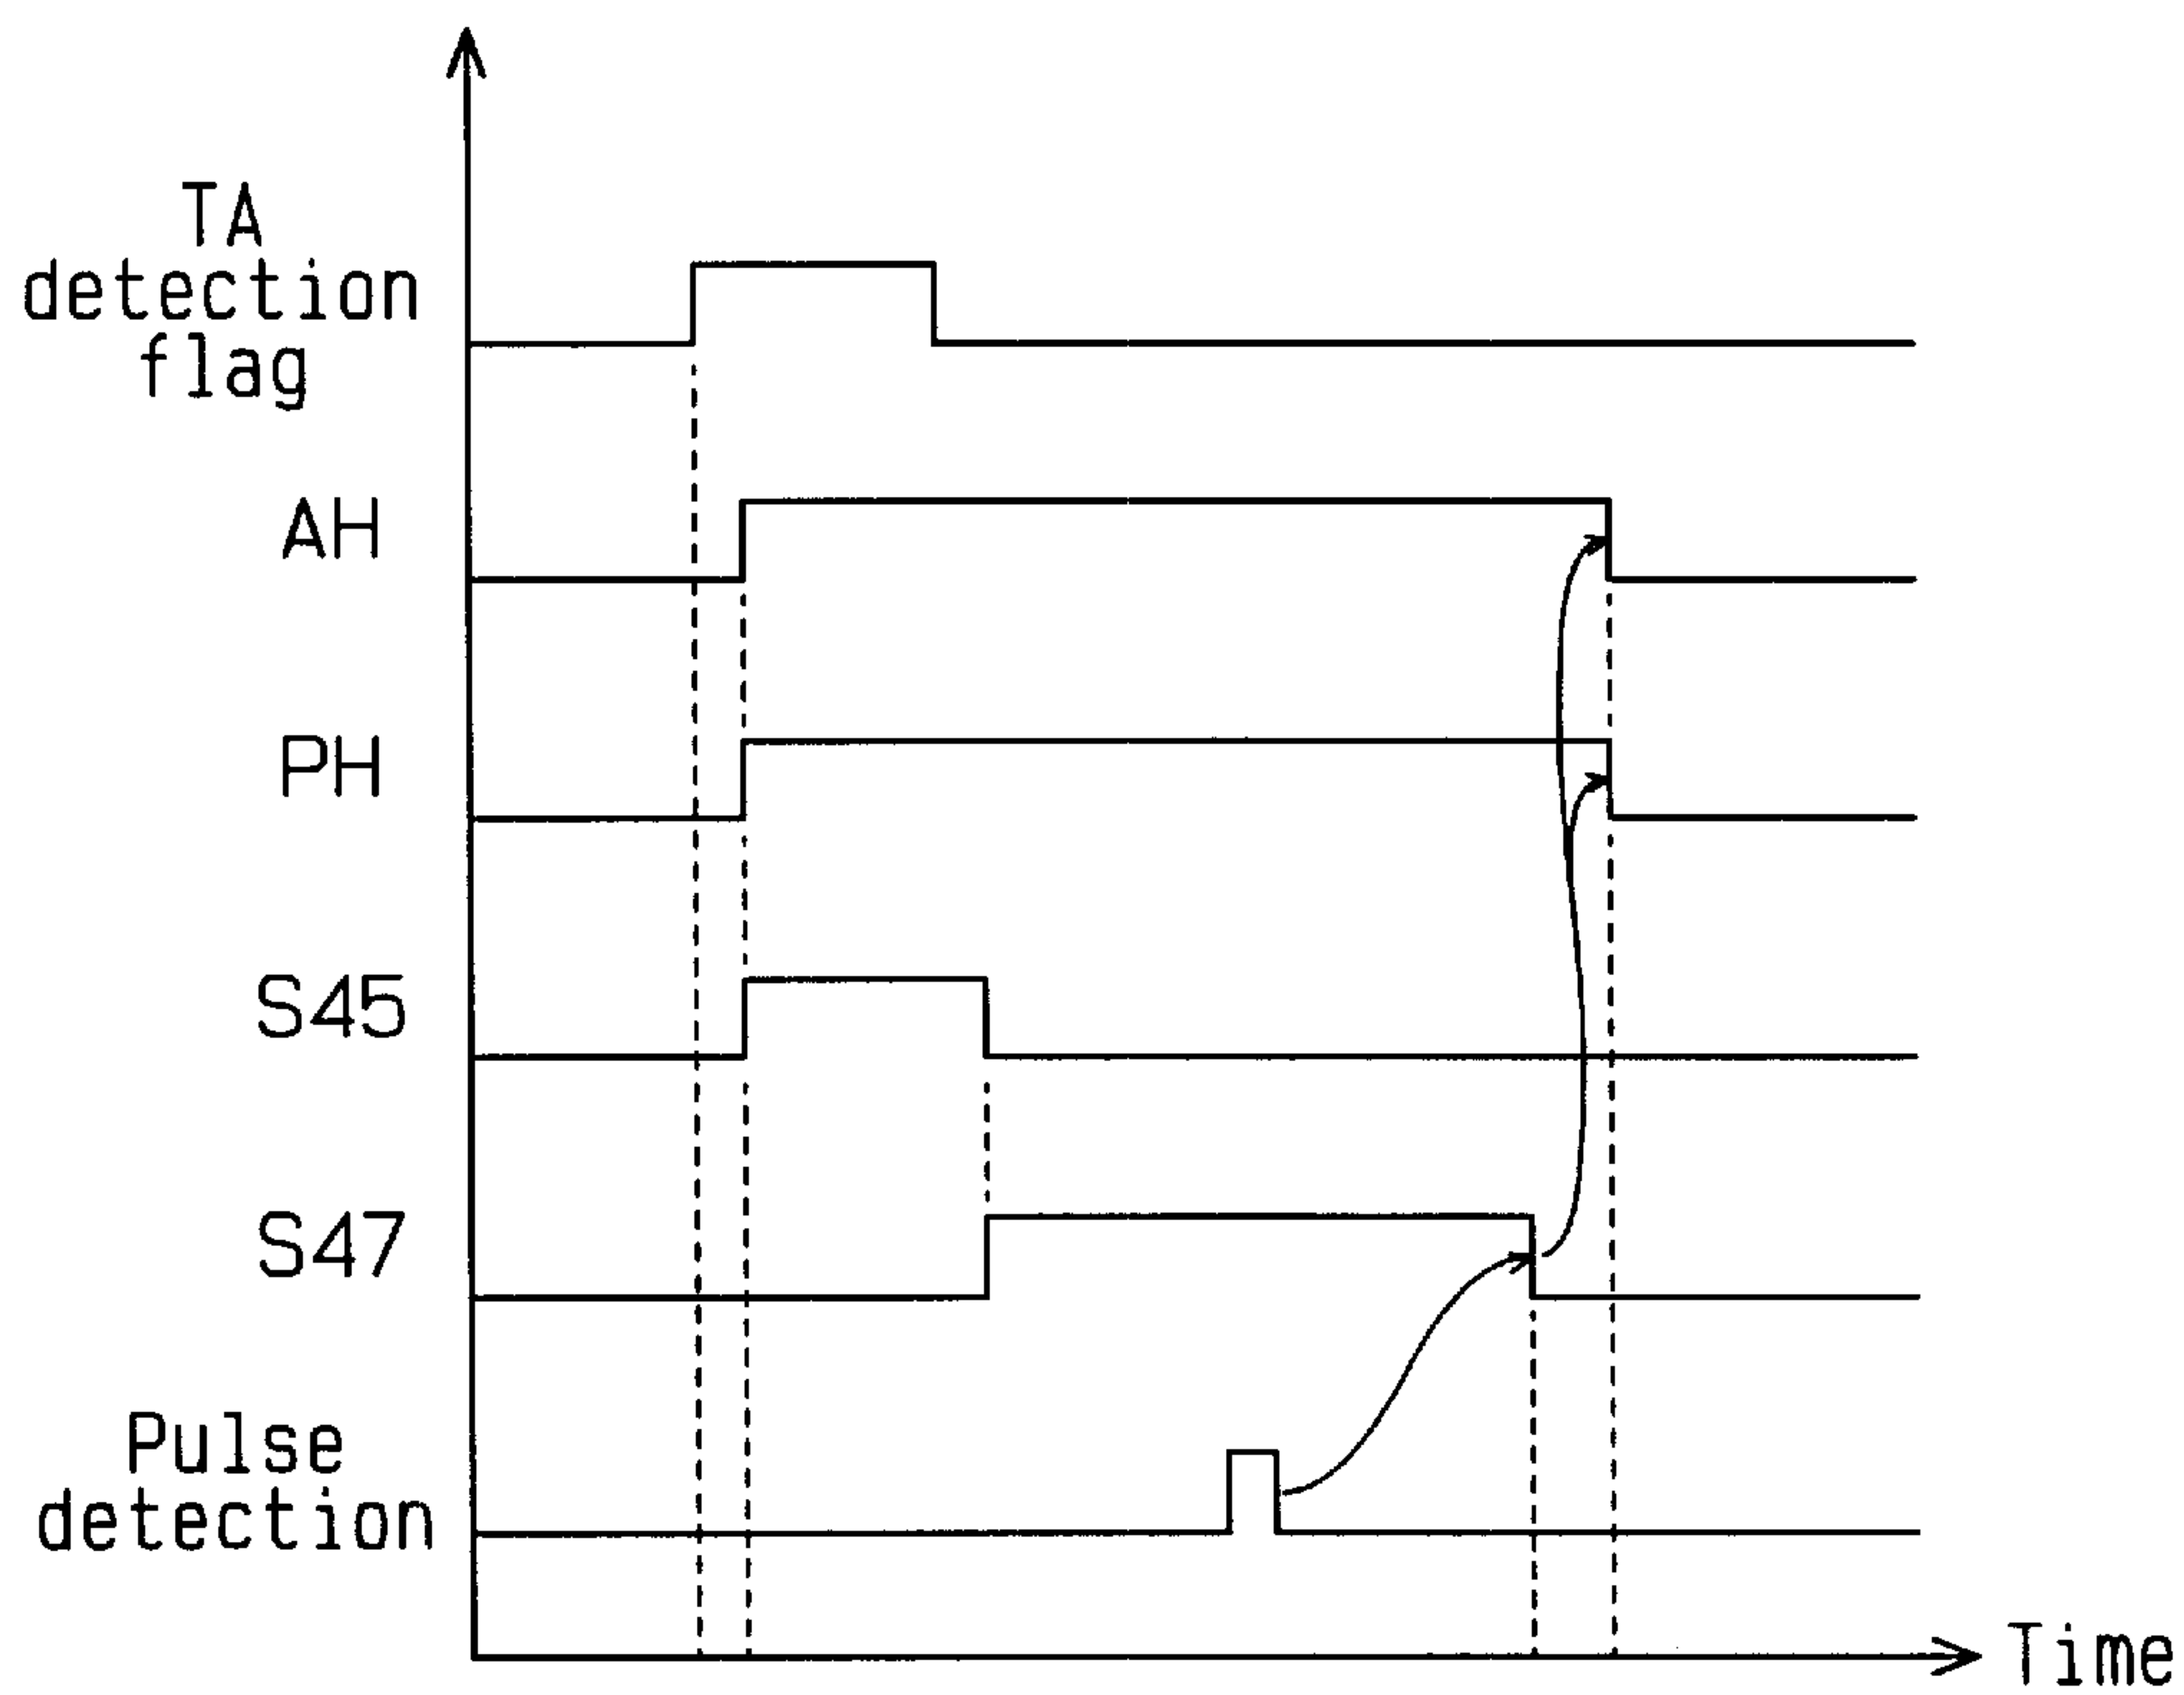 TA
detection
flag
AH
PH
S45
S47
Pulse
detection
Time